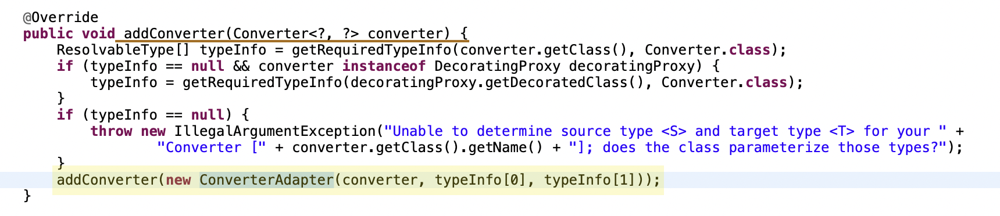 @Override
public void addConverter(Converter<?, ?> converter) {
ResolvableType[] typeInfo = getRequiredTypeInfo(converter.getClass(), Converter.class);
if (typeInfo == null && converter instanceof DecoratingProxy decoratingProxy) {
typeInfo = getRequiredTypeInfo(decoratingProxy.getDecoratedClass(), Converter.class);
}
if (typeInfo == null) {
throw new IllegalArgumentException("Unable to determine source type <S> and target type <T> for your " +
"Converter [" + converter.getClass().getName() + "]; does the class parameterize those types?");
}
addConverter(new ConverterAdapter(converter, typeInfo[0], typeInfo[1]));
}